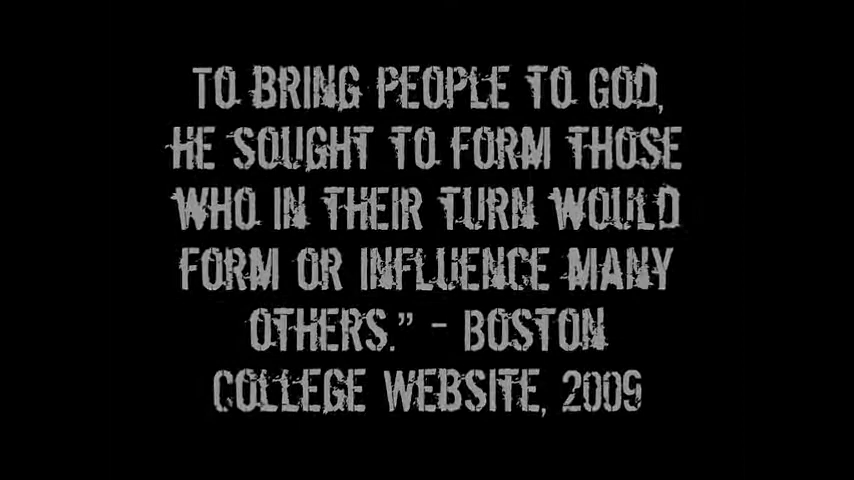 TO BRING PEOPLE TO GOD,
HE SOUGHT TO FORM THOSE
WHO IN THEIR TURN WOULD
FORM OR INFLUENCE MANY
OTHERS.” - BOSTON
COLLEGE WEBSITE, 2009